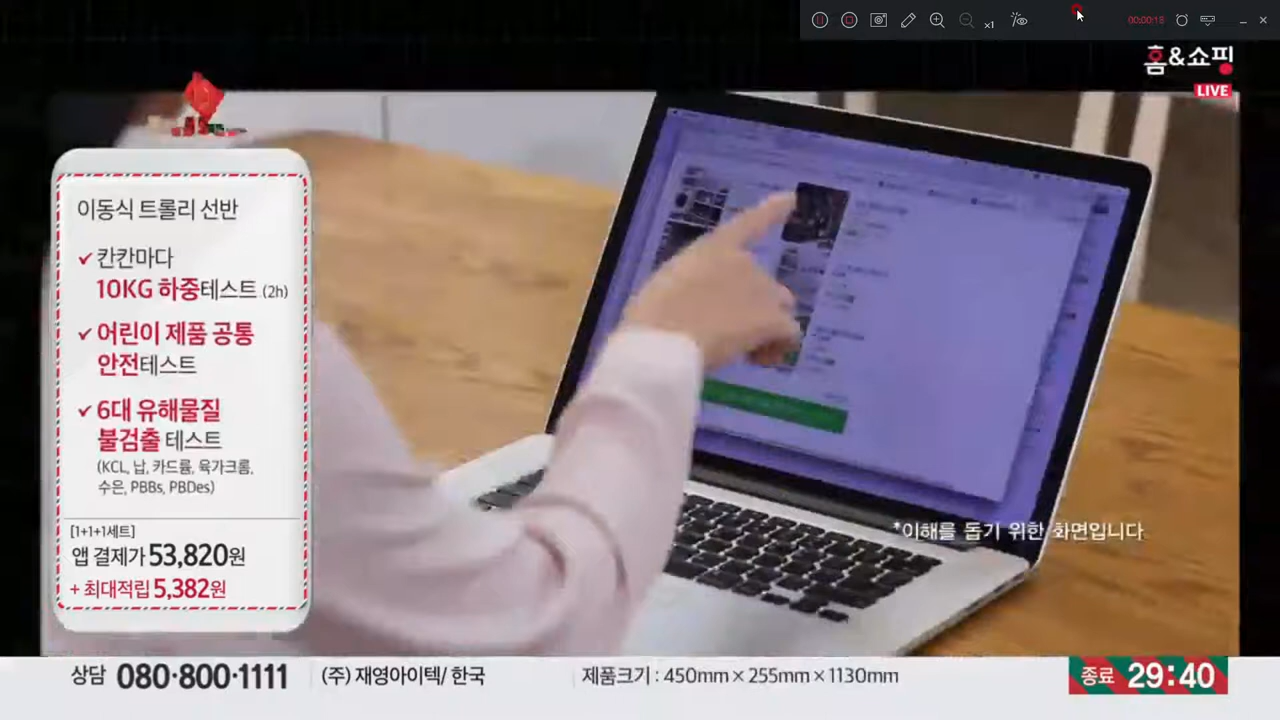 x1
00:00:18
홈&쇼핑
LIVE
이동식 트롤리 선반
칸칸마다
10KG 하중테스트 (2h)
어린이 제품 공통
안전테스트
6대 유해물질
불검출 테스트
(KCL, 납, 카드륨, 육가크롬,
수은, PBBs, PBDes)
[1+1+1세트]
앱 결제가 53,820원
+ 최대적립 5,382원
*이해를 돕기 위한 화면입니다
상담 080·800·1111
(주) 재영아이텍/ 한국
제품크기 : 450mm × 255mm × 1130mm
종료 29:40